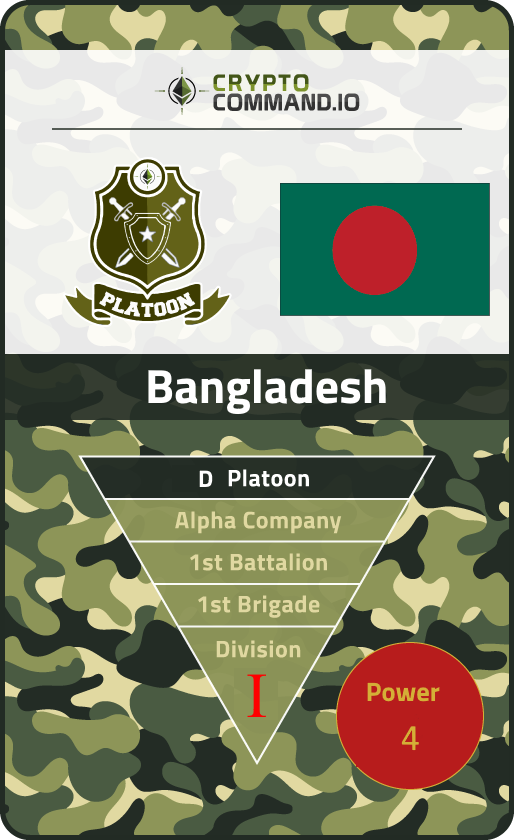 CRYPTO
COMMAND.IO
PLATOON
Bangladesh
D Platoon
Alpha Company
1st Battalion
1st Brigade
Division
I
Power
4